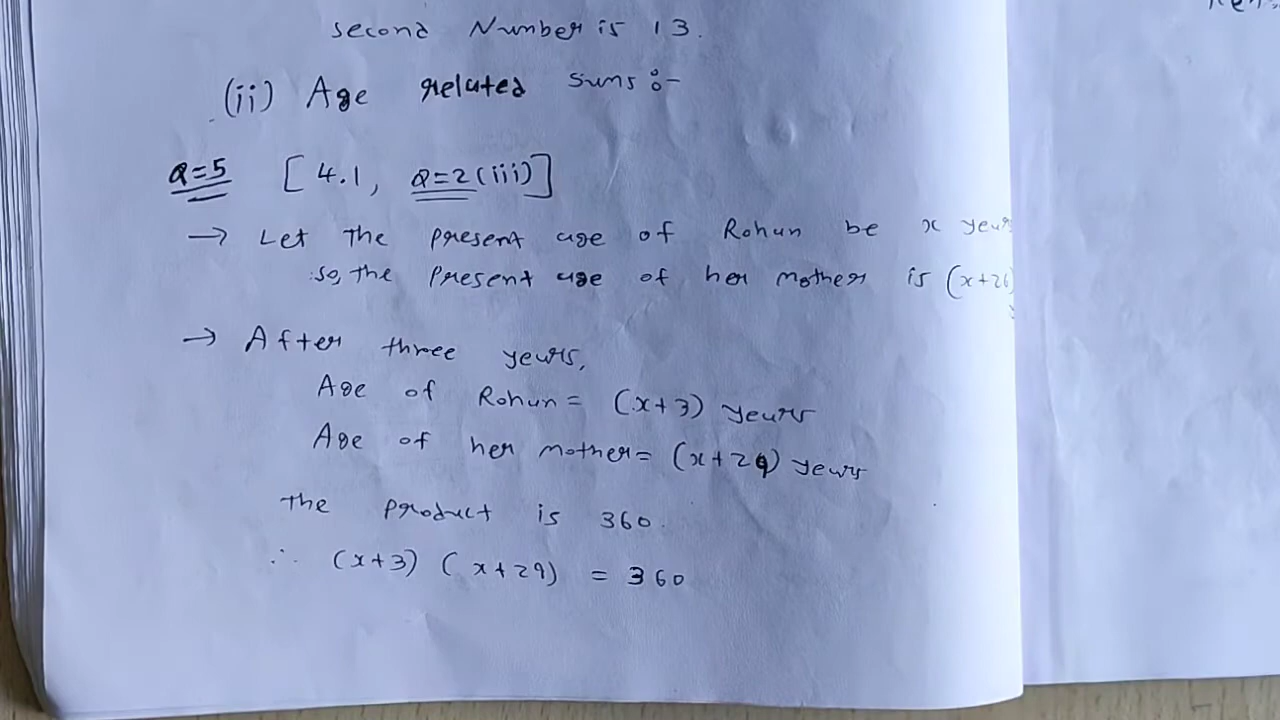 second Number is 13.
(ii) Age related sums :-
Q=5 [4.1, Q=2(iii)]
→ Let the present age of Rohan be x years
so, the Present age of her mother is (x+26)
→ After three years,
Age of Rohan = (x+3) years
Age of her mother = (x+29) years
The product is 360.
∴ (x+3) (x+29) = 360